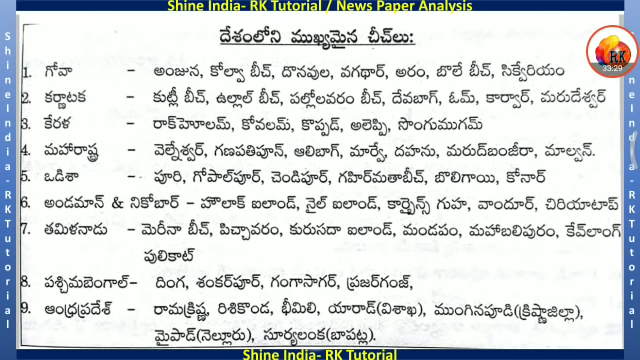 Shine India- RK Tutorial / News Paper Analysis
దేశంలోని ముఖ్యమైన బీచ్‌లు:
1. గోవా – అంజున, కోల్వా బీచ్, దొనవుల, వగథార్, అరం, బొలే బీచ్, సిక్వేరియం
2. కర్ణాటక – కుట్లీ బీచ్, ఉల్లాల్ బీచ్, పల్లోలవరం బీచ్, దేవబాగ్, ఓమ్, కార్వార్, మరుదేశ్వర్
3. కేరళ – రాక్‌హెూలమ్, కోవలమ్, కొప్పడ్, అలెప్పి, సొంగుముగమ్
4. మహారాష్ట్ర – వెల్నేశ్వర్, గణపతిపూన్, ఆలిబాగ్, మార్వే, దహను, మరుద్‌బంజీరా, మాల్వన్.
5. ఒడిశా – పూరి, గోపాల్‌పూర్, చెండిపూర్, గహిర్‌మతాబీచ్, బొలిగాయి, కోనార్
6. అండమాన్ & నికోబార్ – హౌలాక్ ఐలాండ్, నైల్ ఐలాండ్, కార్బైన్స్ గుహ, వాండూర్, చిరియాటాప్
7. తమిళనాడు – మెరీనా బీచ్, పిచ్చావరం, కురుసదా ఐలాండ్, మండపం, మహాబలిపురం, కేవ్‌లాంగ్
పులికాట్
8. పశ్చిమబెంగాల్– దింగ, శంకర్‌పూర్, గంగాసాగర్, ప్రజర్‌గంజ్,
9. ఆంధ్రప్రదేశ్ – రామక్రిష్ణ, రిశికొండ, భీమిలి, యారాడ్(విశాఖ), ముంగినపూడి(క్రిష్ణాజిల్లా),
మైపాడ్(నెల్లూరు), సూర్యలంక(బాపట్ల).
RK
33:29
Shine India-RK Tutorial
Shine India-RK Tutorial
Shine India- RK Tutorial